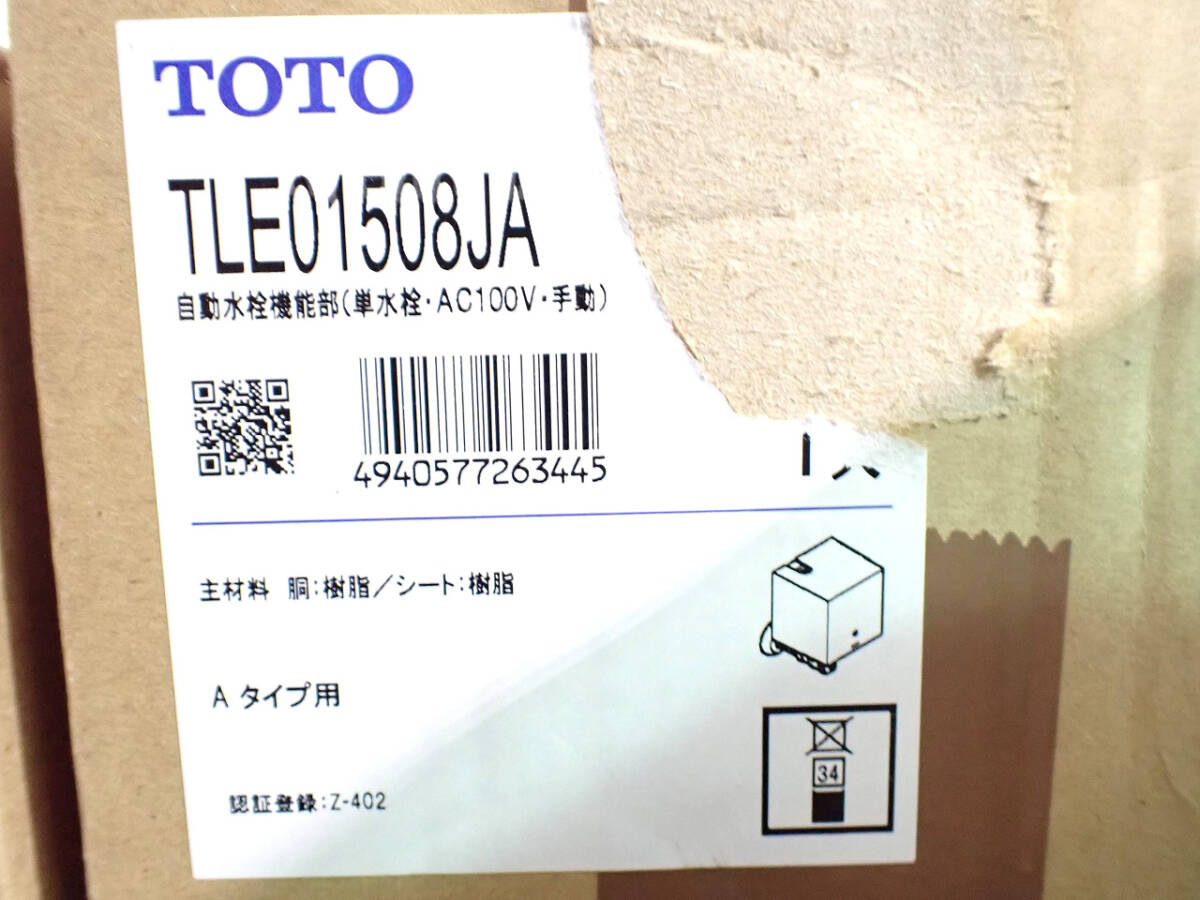 TOTO
TLE01508JA
自動水栓機能部(単水栓・AC100V・手動)
4940577263445
主材料 胴:樹脂/シート:樹脂
A タイプ用
34
認証登録:Z-402